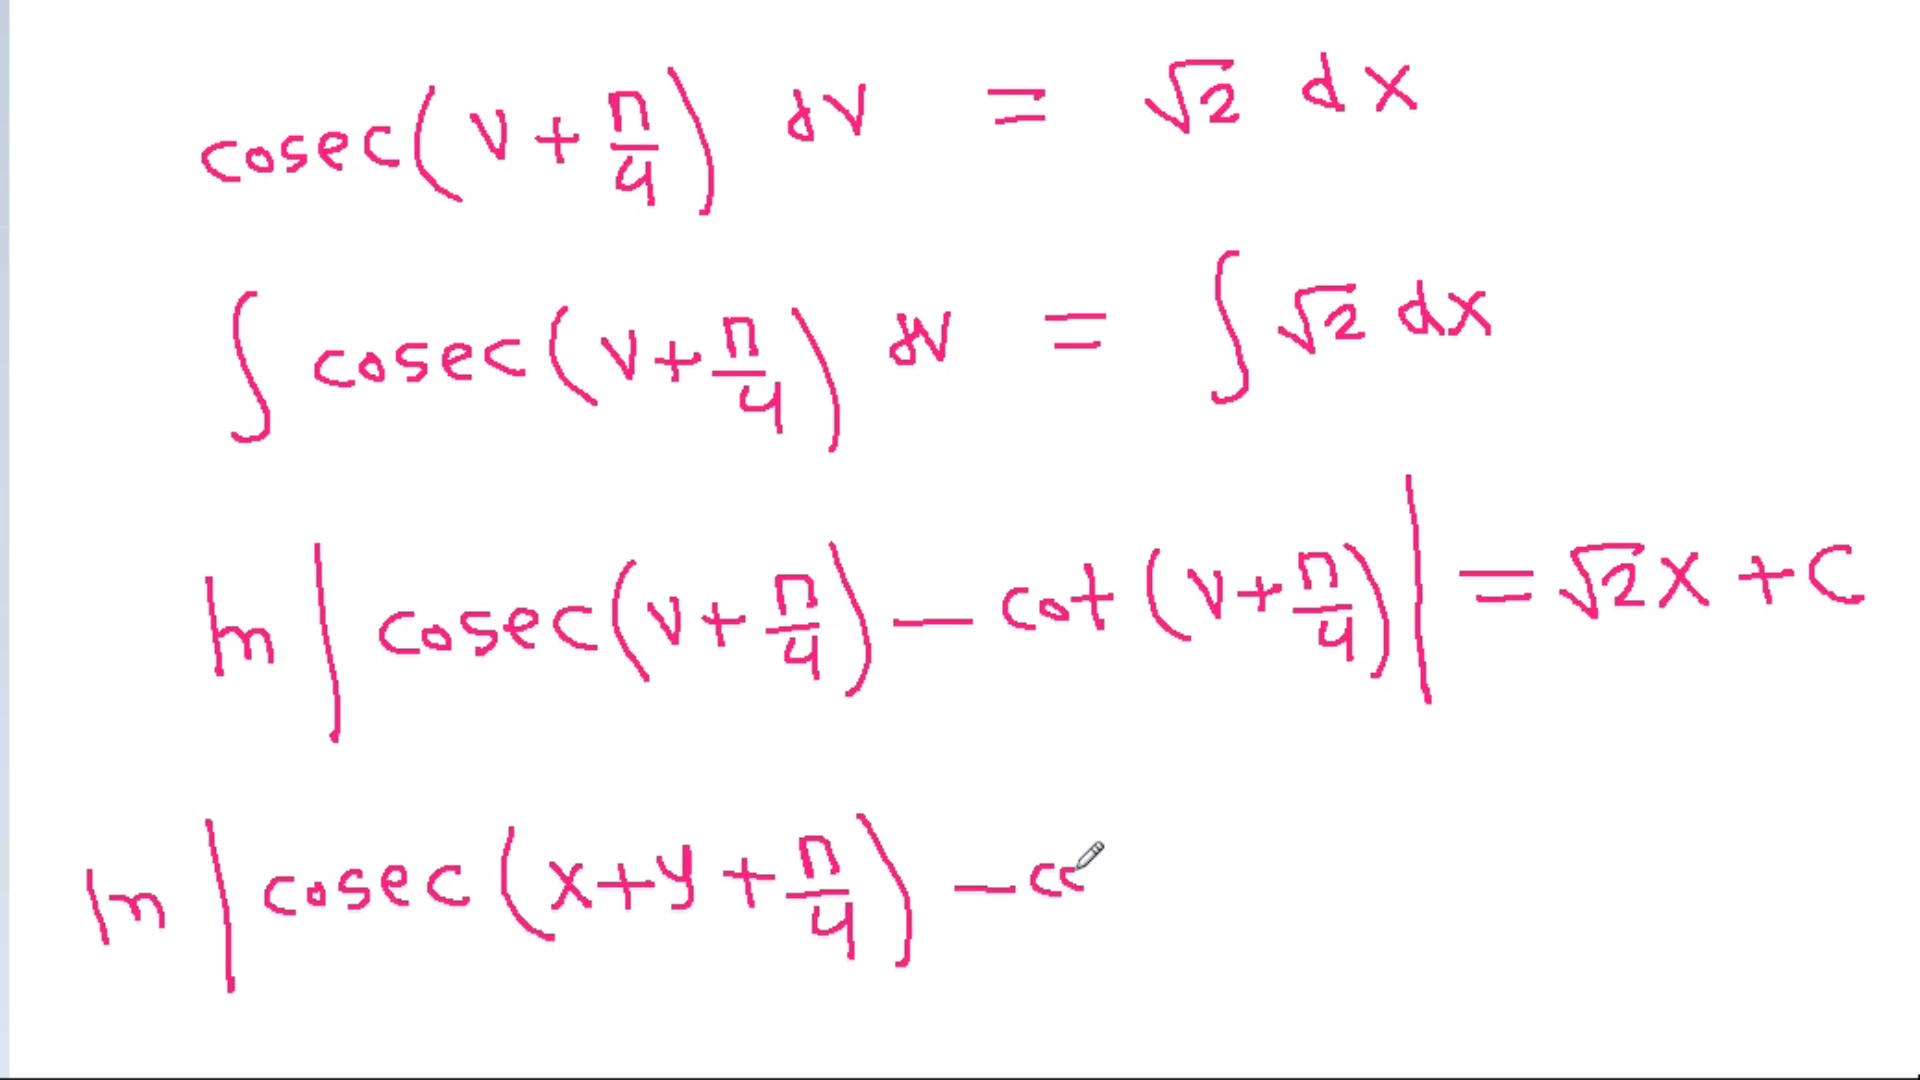 cosec(v + π/4) dv = √2 dx
∫ cosec(v + π/4) dv = ∫ √2 dx
ln | cosec(v + π/4) - cot(v + π/4) | = √2x + c
ln | cosec(x + y + π/4) - co